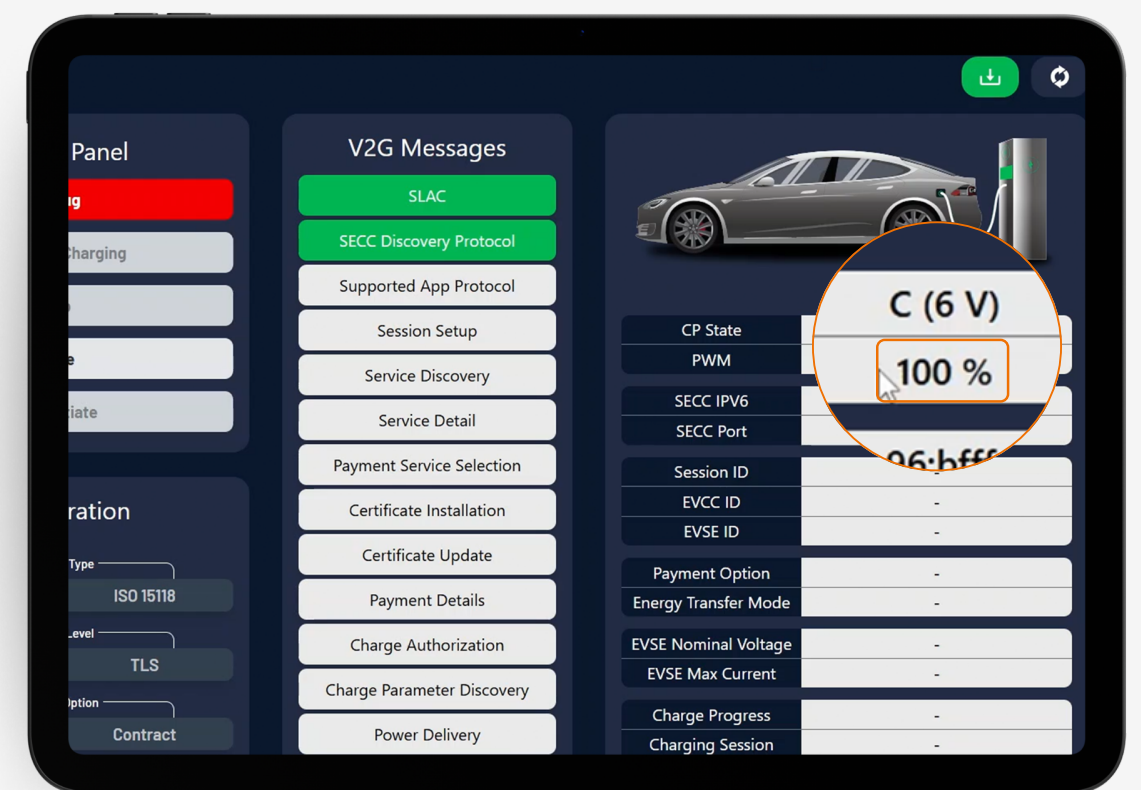 Panel
Charging
ration
Type
ISO 15118
Level
TLS
Option
Contract
V2G Messages
SLAC
SECC Discovery Protocol
Supported App Protocol
Session Setup
Service Discovery
Service Detail
Payment Service Selection
Certificate Installation
Certificate Update
Payment Details
Charge Authorization
Charge Parameter Discovery
Power Delivery
CP State
C (6 V)
PWM
100 %
SECC IPV6
96:bfff
SECC Port
Session ID -
EVCC ID -
EVSE ID -
Payment Option -
Energy Transfer Mode -
EVSE Nominal Voltage -
EVSE Max Current -
Charge Progress -
Charging Session -